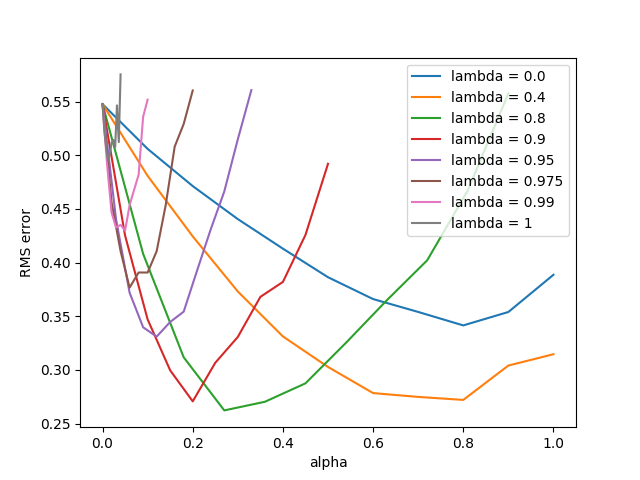 lambda = 0.0
lambda = 0.4
lambda = 0.8
lambda = 0.9
lambda = 0.95
lambda = 0.975
lambda = 0.99
lambda = 1
RMS error
0.55
0.50
0.45
0.40
0.35
0.30
0.25
0.0 0.2 0.4 0.6 0.8 1.0
alpha